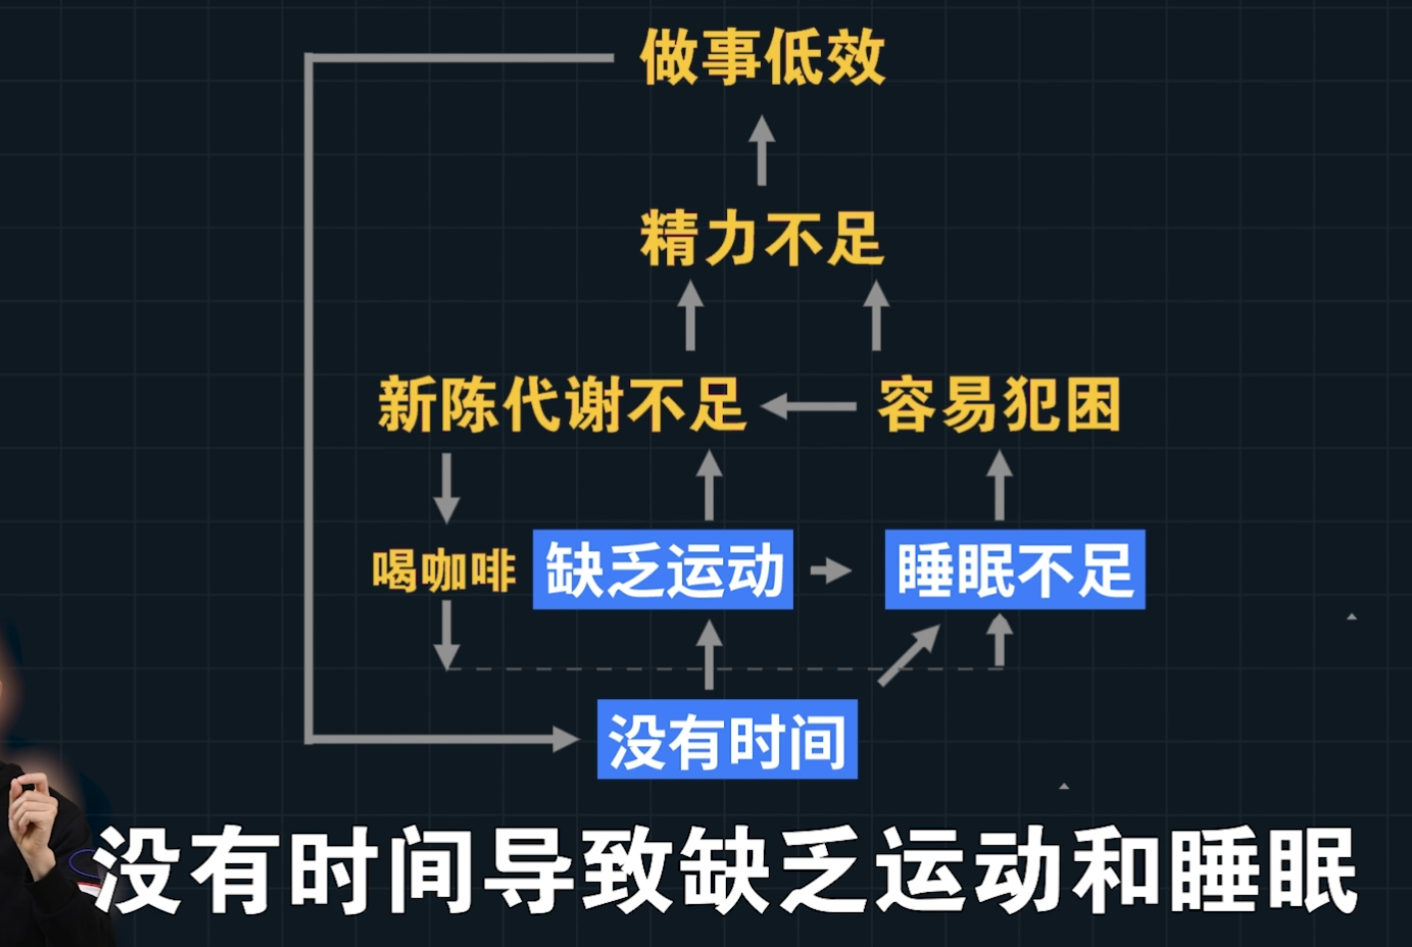 做事低效
精力不足
新陈代谢不足 容易犯困
喝咖啡 缺乏运动 睡眠不足
没有时间
没有时间导致缺乏运动和睡眠